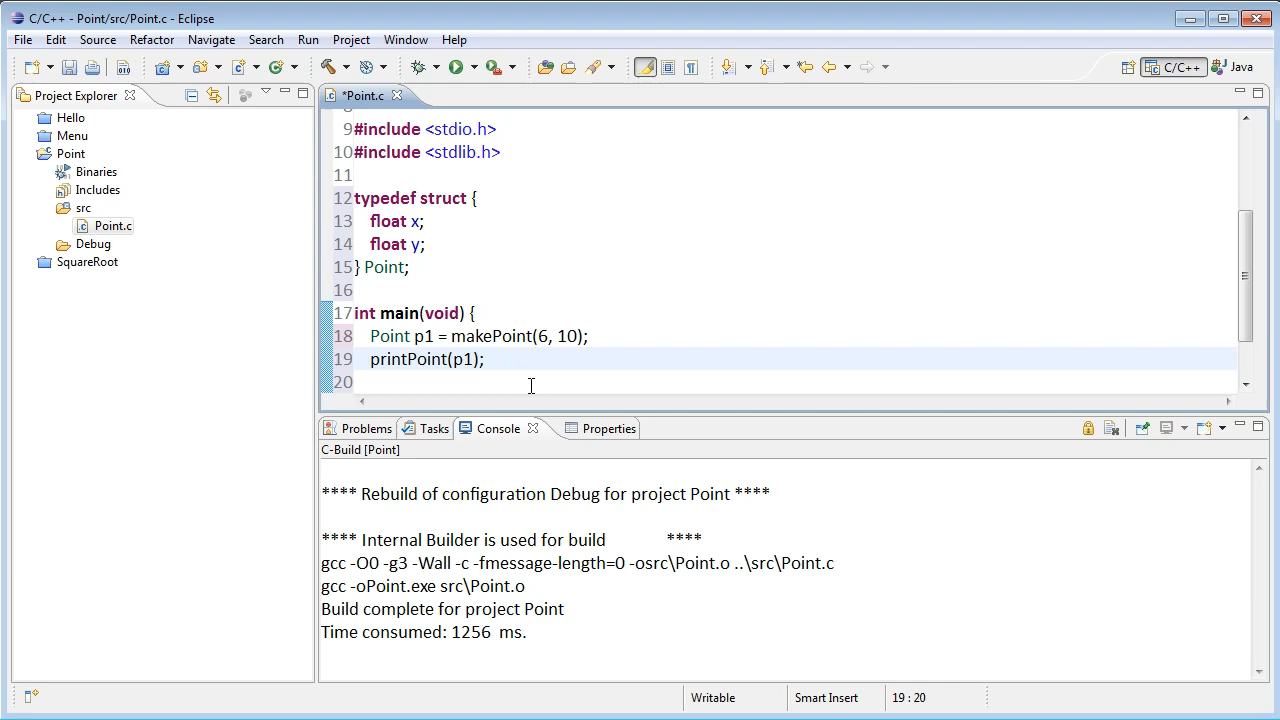 C/C++ - Point/src/Point.c - Eclipse
File Edit Source Refactor Navigate Search Run Project Window Help
C/C++ Java
Project Explorer
Hello
Menu
Point
Binaries
Includes
src
Point.c
Debug
SquareRoot
*Point.c
9 #include <stdio.h>
10 #include <stdlib.h>
11
12 typedef struct {
13 float x;
14 float y;
15 } Point;
16
17 int main(void) {
18 Point p1 = makePoint(6, 10);
19 printPoint(p1);
20
Problems Tasks Console Properties
C-Build [Point]
**** Rebuild of configuration Debug for project Point ****
**** Internal Builder is used for build ****
gcc -O0 -g3 -Wall -c -fmessage-length=0 -osrc\Point.o ..\src\Point.c
gcc -oPoint.exe src\Point.o
Build complete for project Point
Time consumed: 1256 ms.
Writable Smart Insert 19 : 20